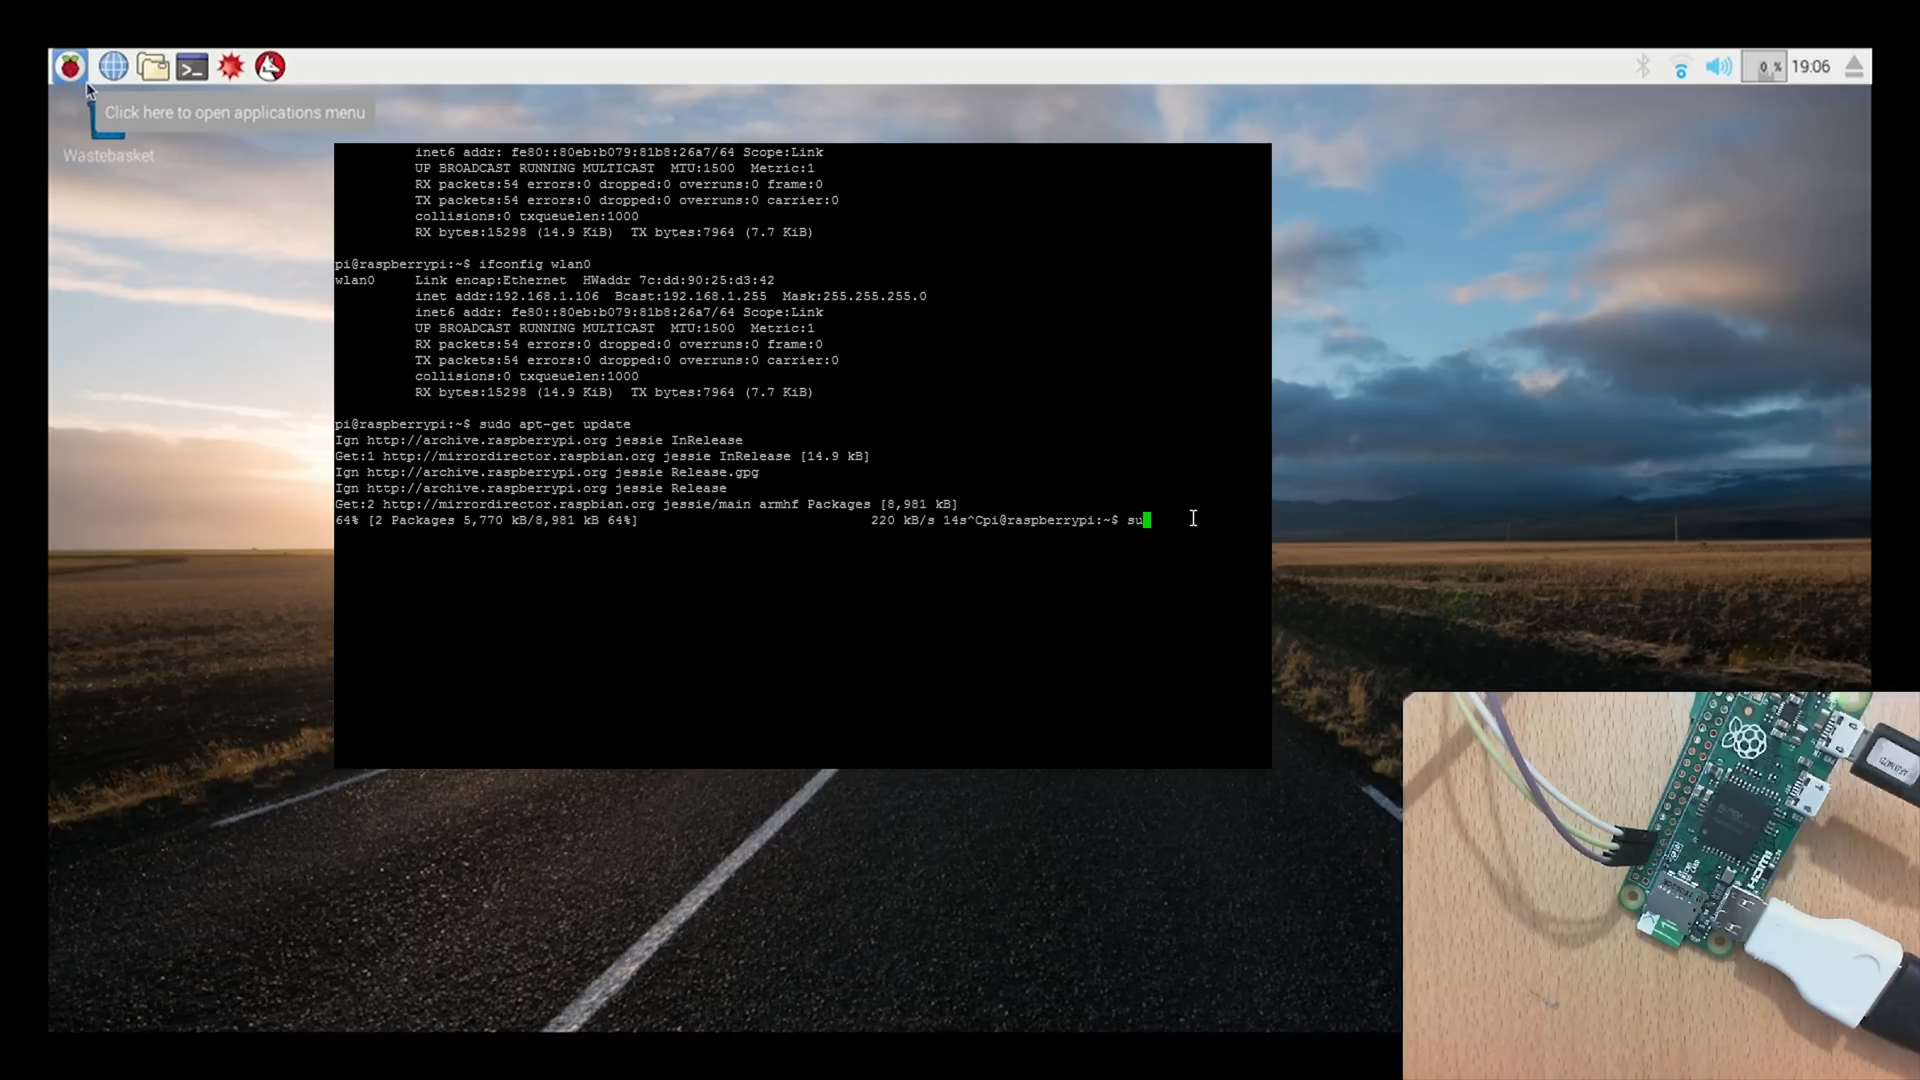 0 %
19:06
Click here to open applications menu
Wastebasket
inet6 addr: fe80::80eb:b079:81b8:26a7/64 Scope:Link
UP BROADCAST RUNNING MULTICAST  MTU:1500  Metric:1
RX packets:54 errors:0 dropped:0 overruns:0 frame:0
TX packets:54 errors:0 dropped:0 overruns:0 carrier:0
collisions:0 txqueuelen:1000
RX bytes:15298 (14.9 KiB)  TX bytes:7964 (7.7 KiB)
pi@raspberrypi:~$ ifconfig wlan0
wlan0     Link encap:Ethernet  HWaddr 7c:dd:90:25:d3:42
inet addr:192.168.1.106  Bcast:192.168.1.255  Mask:255.255.255.0
inet6 addr: fe80::80eb:b079:81b8:26a7/64 Scope:Link
UP BROADCAST RUNNING MULTICAST  MTU:1500  Metric:1
RX packets:54 errors:0 dropped:0 overruns:0 frame:0
TX packets:54 errors:0 dropped:0 overruns:0 carrier:0
collisions:0 txqueuelen:1000
RX bytes:15298 (14.9 KiB)  TX bytes:7964 (7.7 KiB)
pi@raspberrypi:~$ sudo apt-get update
Ign http://archive.raspberrypi.org jessie InRelease
Get:1 http://mirrordirector.raspbian.org jessie InRelease [14.9 kB]
Ign http://archive.raspberrypi.org jessie Release.gpg
Ign http://archive.raspberrypi.org jessie Release
Get:2 http://mirrordirector.raspbian.org jessie/main armhf Packages [8,981 kB]
64% [2 Packages 5,770 kB/8,981 kB 64%]                             220 kB/s 14s^Cpi@raspberrypi:~$ su
HDMI